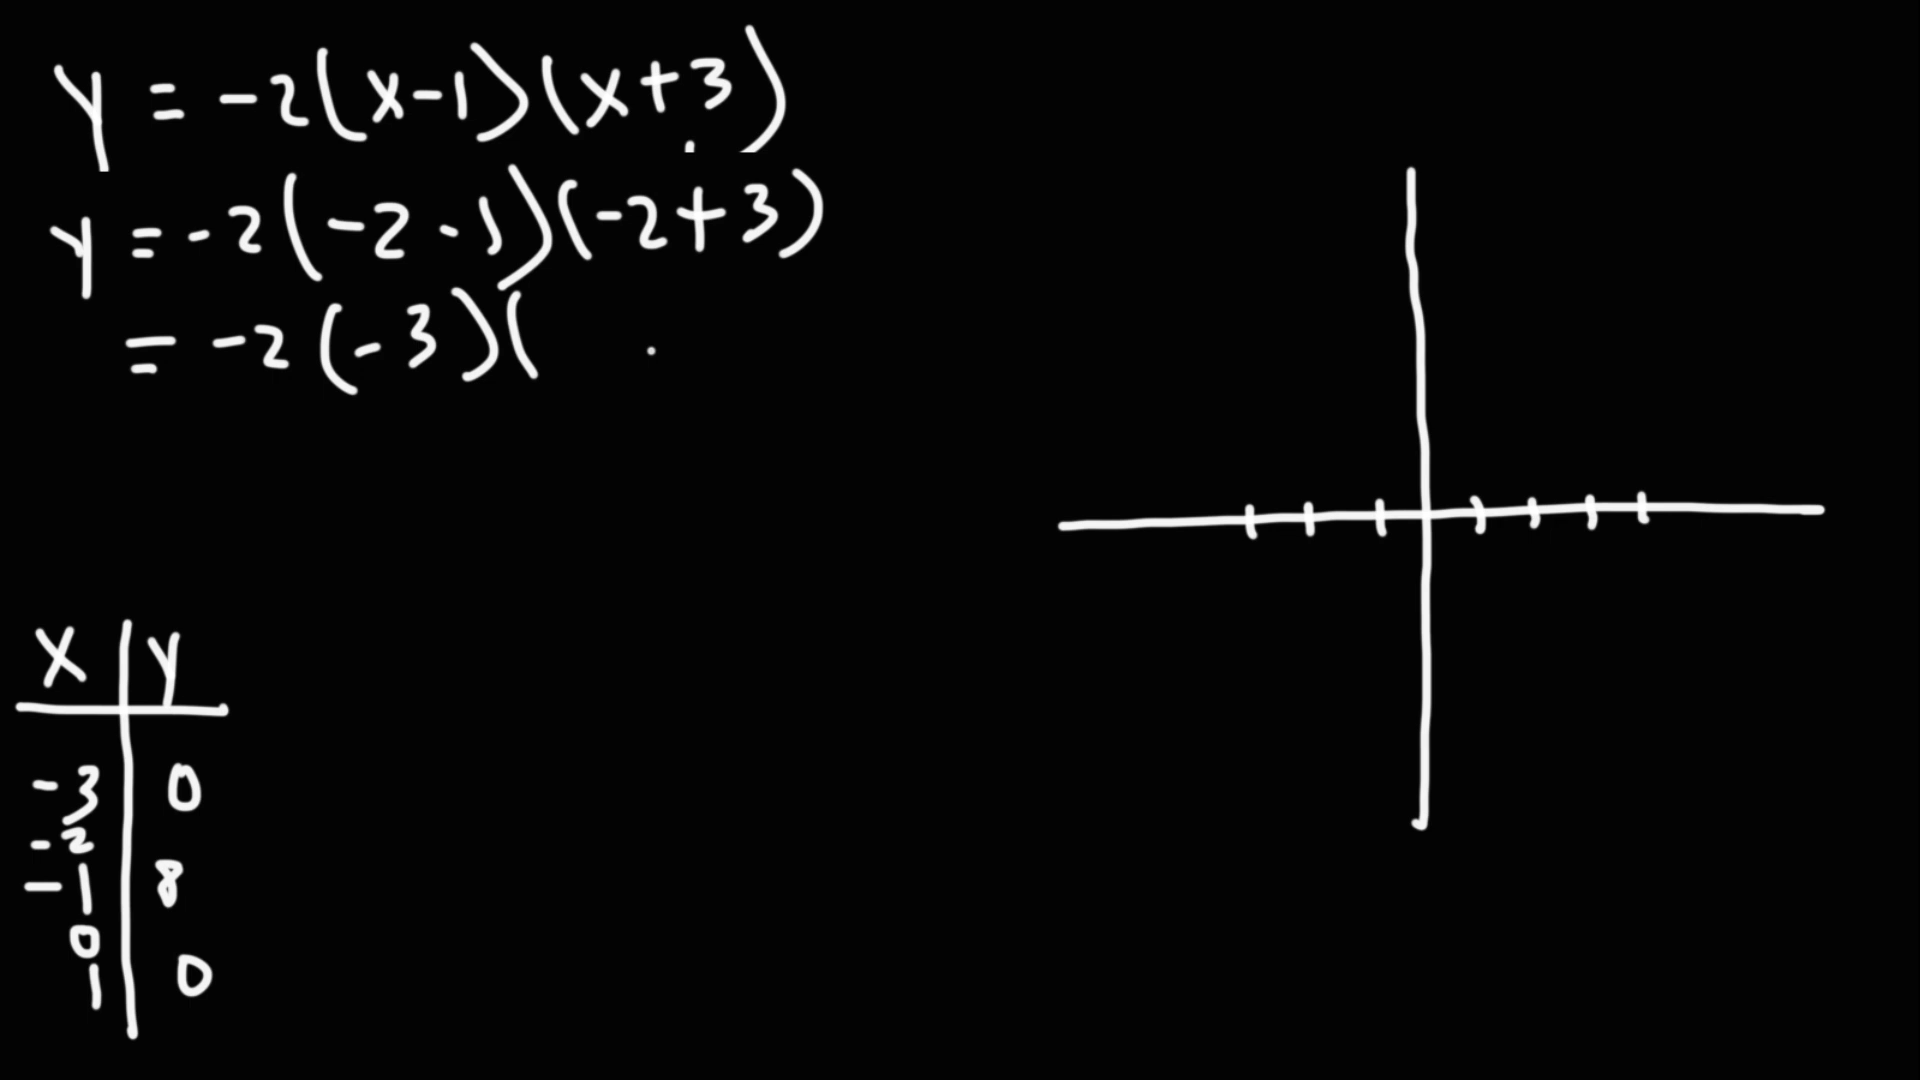 y = -2(x-1)(x+3)
y = -2(-2-1)(-2+3)
= -2(-3)(
x y
-3 0
-2
-1 8
0
1 0